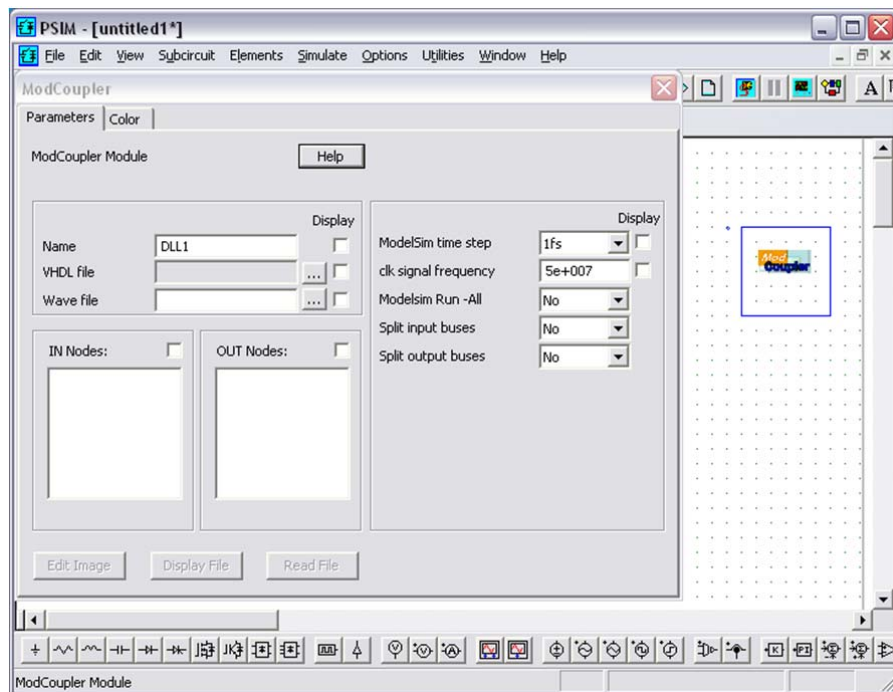 PSIM - [untitled1*]
File Edit View Subcircuit Elements Simulate Options Utilities Window Help
ModCoupler
A
Parameters Color
ModCoupler Module Help
Display
Name DLL1
VHDL file ...
Wave file ...
Display
ModelSim time step 1fs
clk signal frequency 5e+007
Modelsim Run -All No
Split input buses No
Split output buses No
IN Nodes: OUT Nodes:
Mod
Coupler
Edit Image Display File Read File
K PI
ModCoupler Module